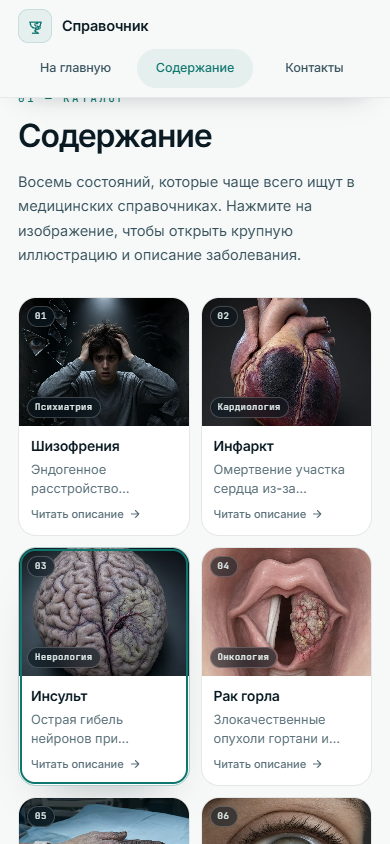 Справочник
На главную
Содержание
Контакты
01 — КАТАЛОГ
Содержание
Восемь состояний, которые чаще всего ищут в
медицинских справочниках. Нажмите на
изображение, чтобы открыть крупную
иллюстрацию и описание заболевания.
01
Психиатрия
Шизофрения
Эндогенное
расстройство...
Читать описание →
02
Кардиология
Инфаркт
Омертвение участка
сердца из-за...
Читать описание →
03
Неврология
Инсульт
Острая гибель
нейронов при...
Читать описание →
04
Онкология
Рак горла
Злокачественные
опухоли гортани и...
Читать описание →
05
06